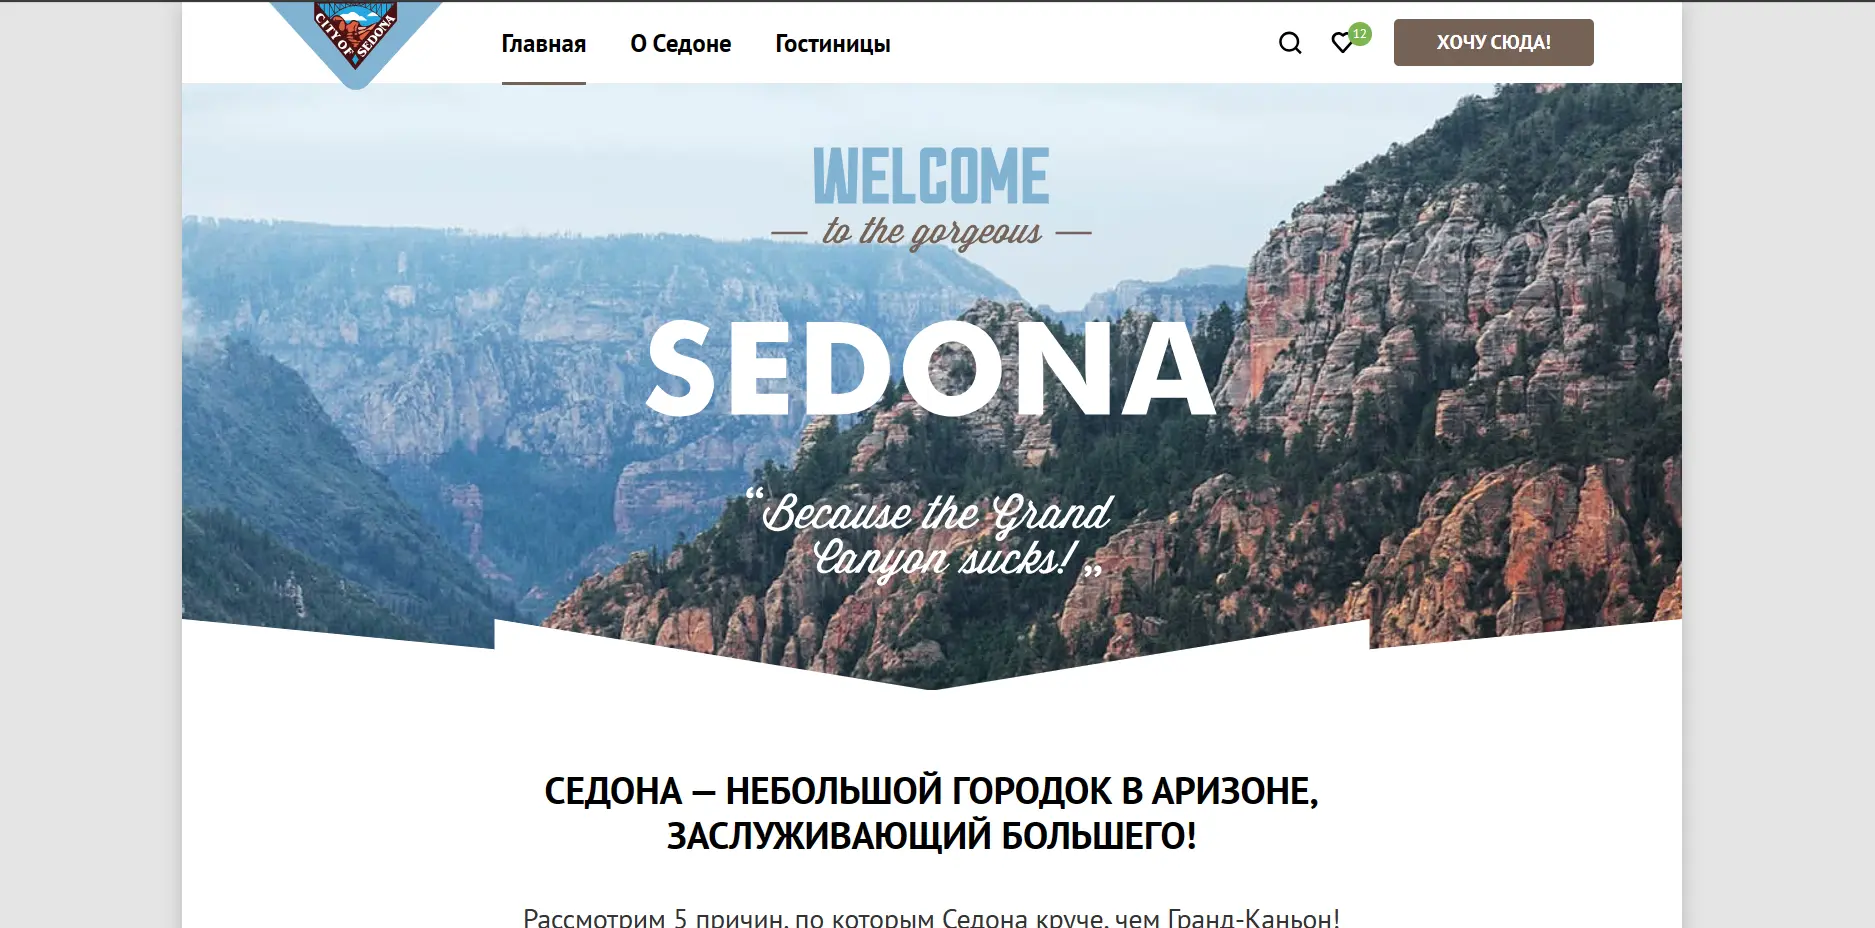 CITY OF SEDONA
Главная
О Седоне
Гостиницы
12
ХОЧУ СЮДА!
WELCOME
to the gorgeous
SEDONA
“Because the Grand
Canyon sucks!„
СЕДОНА — НЕБОЛЬШОЙ ГОРОДОК В АРИЗОНЕ,
ЗАСЛУЖИВАЮЩИЙ БОЛЬШЕГО!
Рассмотрим 5 причин, по которым Седона круче, чем Гранд-Каньон!